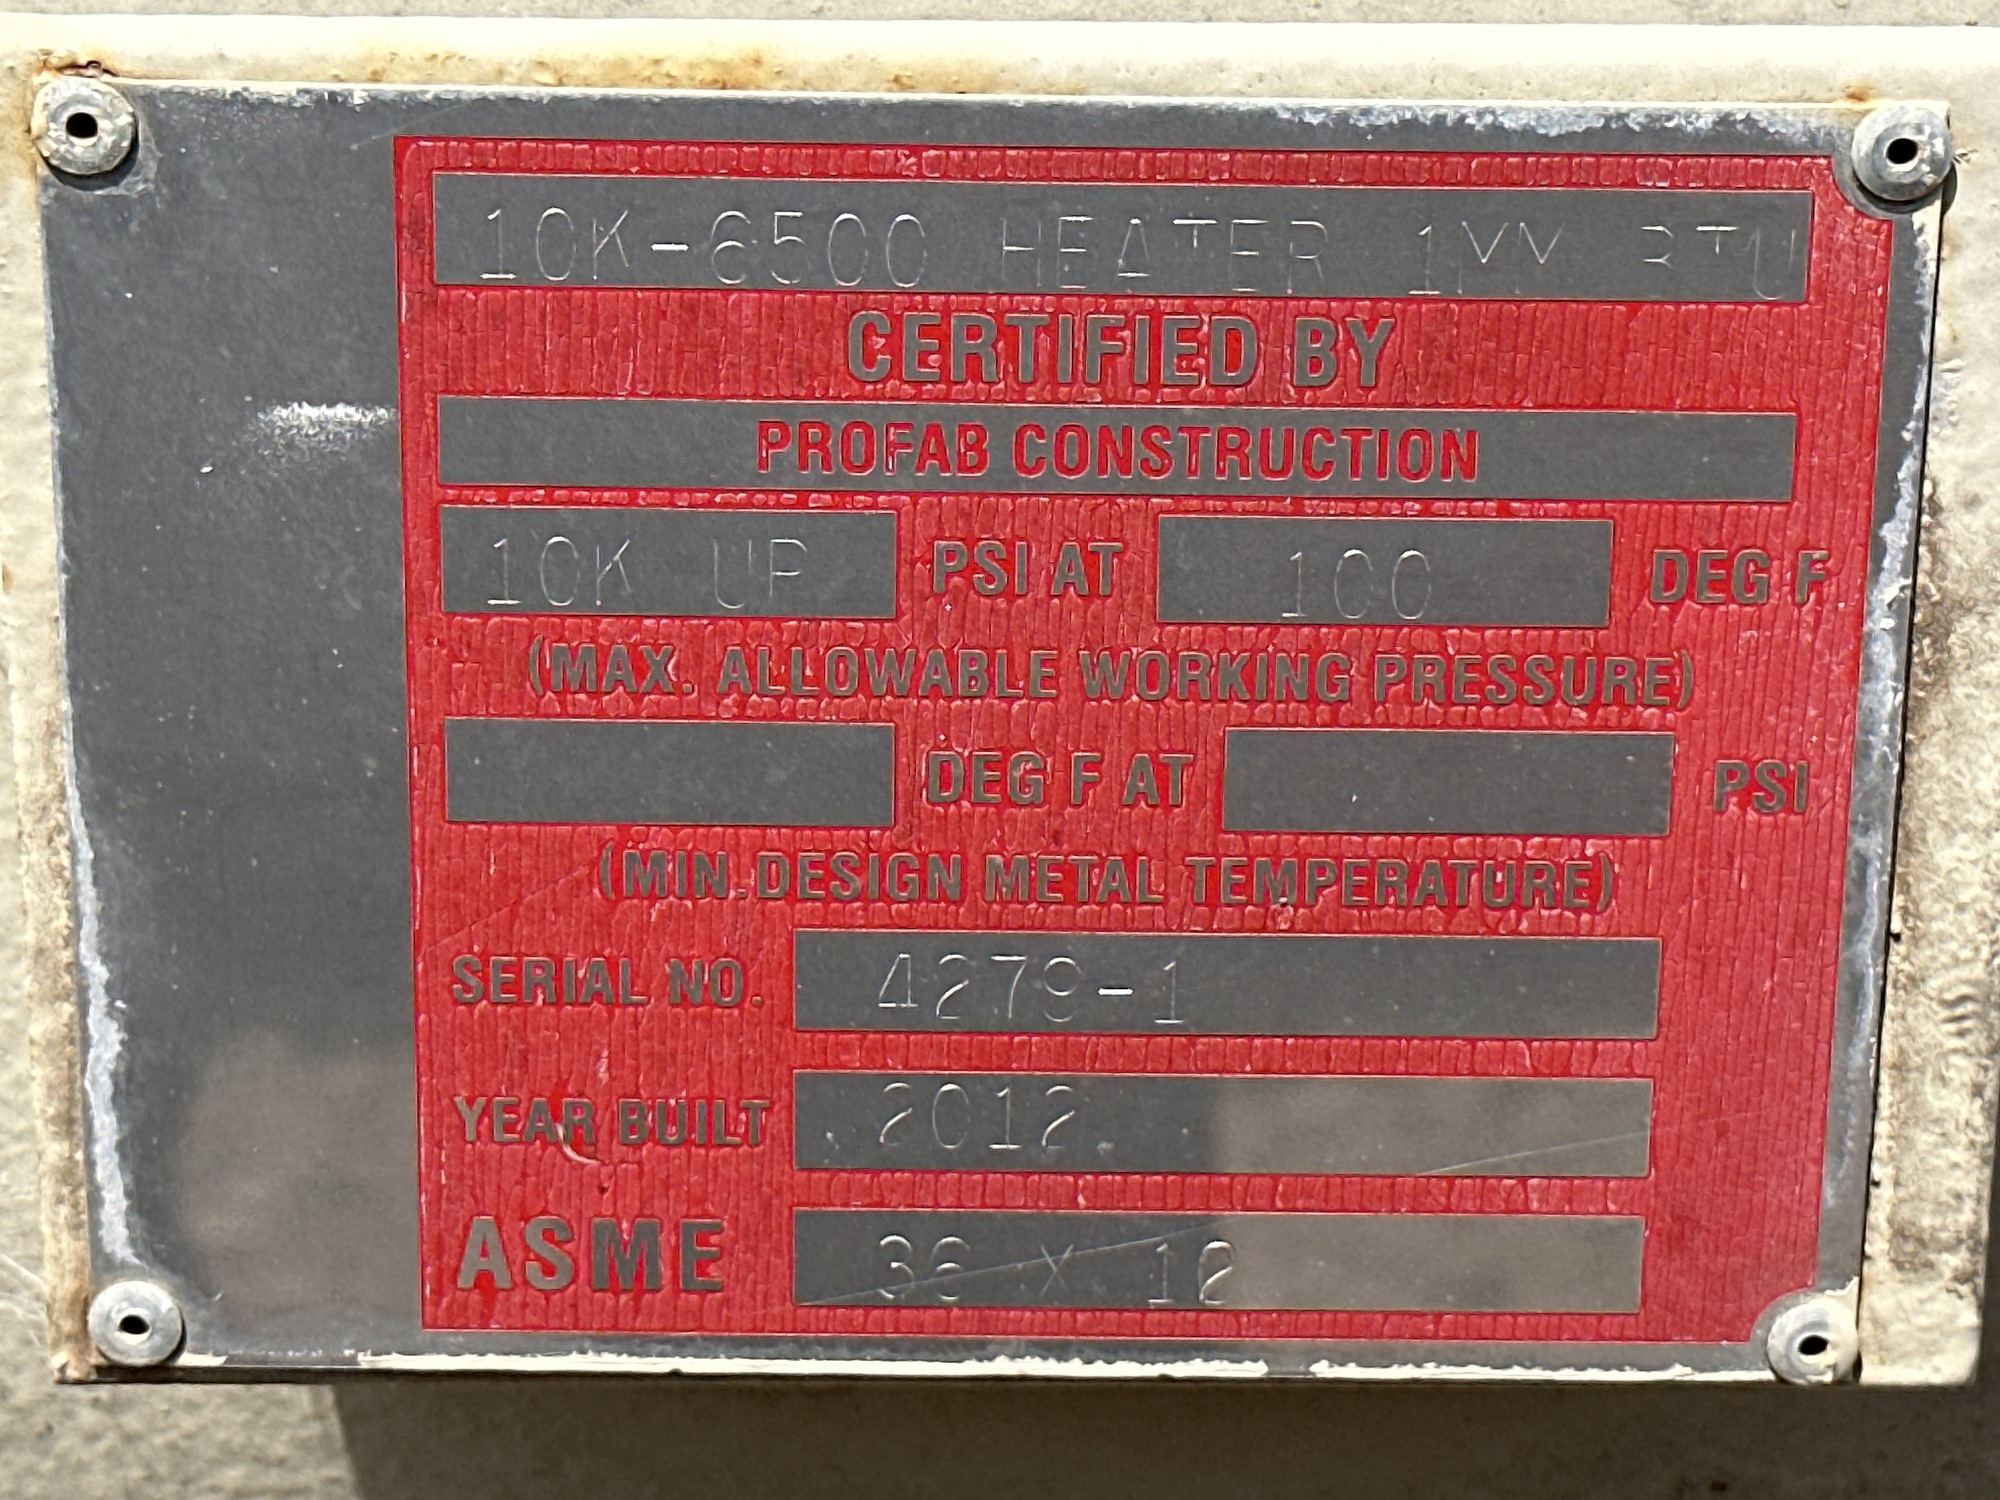 10K-6500 HEATER 1MM BTU
CERTIFIED BY
PROFAB CONSTRUCTION
10K UP PSI AT 100 DEG F
(MAX. ALLOWABLE WORKING PRESSURE)
DEG F AT PSI
(MIN. DESIGN METAL TEMPERATURE)
SERIAL NO. 4279-1
YEAR BUILT 2012
ASME 36 X 12